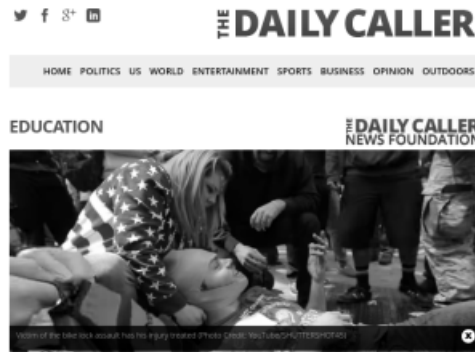 THE DAILY CALLER
HOME POLITICS US WORLD ENTERTAINMENT SPORTS BUSINESS OPINION OUTDOORS
EDUCATION
THE DAILY CALLER
NEWS FOUNDATION
Victim of the bike lock assault has his injury treated (Photo Credit: YouTube/SHUTTERSHOT45)